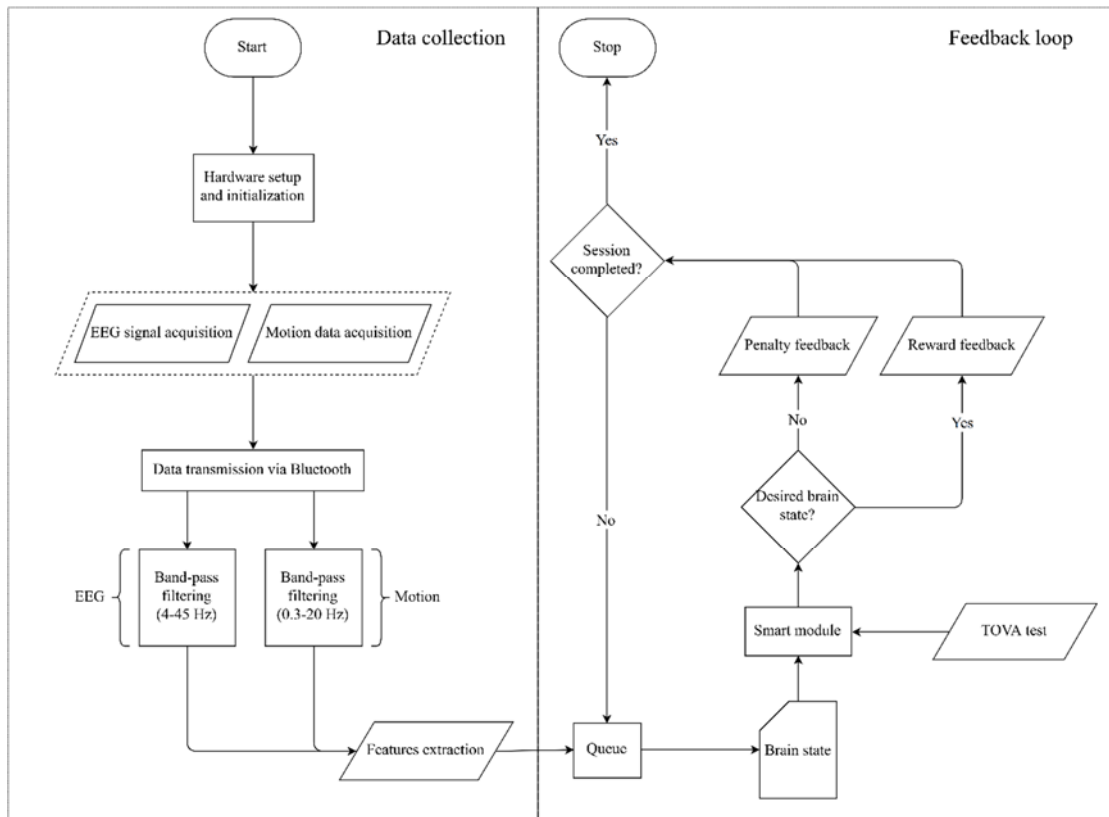 Data collection
Start
Hardware setup
and initialization
EEG signal acquisition
Motion data acquisition
Data transmission via Bluetooth
EEG
Band-pass
filtering
(4-45 Hz)
Band-pass
filtering
(0.3-20 Hz)
Motion
Features extraction
Feedback loop
Stop
Yes
Session
completed?
No
Penalty feedback
Reward feedback
No
Yes
Desired brain
state?
Smart module
TOVA test
Queue
Brain state